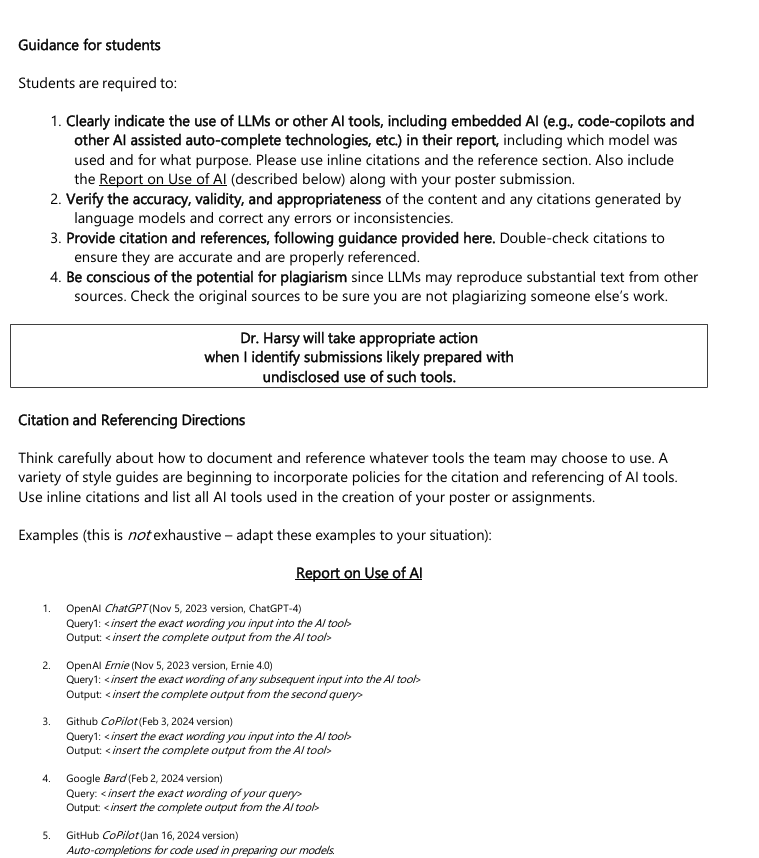 Guidance for students
Students are required to:
1. Clearly indicate the use of LLMs or other AI tools, including embedded AI (e.g., code-copilots and
other AI assisted auto-complete technologies, etc.) in their report, including which model was
used and for what purpose. Please use inline citations and the reference section. Also include
the Report on Use of AI (described below) along with your poster submission.
2. Verify the accuracy, validity, and appropriateness of the content and any citations generated by
language models and correct any errors or inconsistencies.
3. Provide citation and references, following guidance provided here. Double-check citations to
ensure they are accurate and are properly referenced.
4. Be conscious of the potential for plagiarism since LLMs may reproduce substantial text from other
sources. Check the original sources to be sure you are not plagiarizing someone else's work.
Dr. Harsy will take appropriate action
when I identify submissions likely prepared with
undisclosed use of such tools.
Citation and Referencing Directions
Think carefully about how to document and reference whatever tools the team may choose to use. A
variety of style guides are beginning to incorporate policies for the citation and referencing of AI tools.
Use inline citations and list all AI tools used in the creation of your poster or assignments.
Examples (this is not exhaustive – adapt these examples to your situation):
Report on Use of AI
1. OpenAI ChatGPT (Nov 5, 2023 version, ChatGPT-4)
Query1: <insert the exact wording you input into the AI tool>
Output: <insert the complete output from the AI tool>
2. OpenAI Ernie (Nov 5, 2023 version, Ernie 4.0)
Query1: <insert the exact wording of any subsequent input into the AI tool>
Output: <insert the complete output from the second query>
3. Github CoPilot (Feb 3, 2024 version)
Query1: <insert the exact wording you input into the AI tool>
Output: <insert the complete output from the AI tool>
4. Google Bard (Feb 2, 2024 version)
Query: <insert the exact wording of your query>
Output: <insert the complete output from the AI tool>
5. GitHub CoPilot (Jan 16, 2024 version)
Auto-completions for code used in preparing our models.